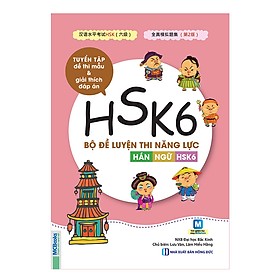 汉语水平考试HSK（六级）
全真模拟题集（第2版）
TUYỂN TẬP
đề thi mẫu
&
giải thích
đáp án
HSK6
BỘ ĐỀ LUYỆN THI NĂNG LỰC
HÁN NGỮ HSK6
MCBooks
NXB Đại học Bắc Kinh
Chủ biên: Lưu Vân, Lâm Hiểu Hồng
NHÀ XUẤT BẢN HỒNG ĐỨC